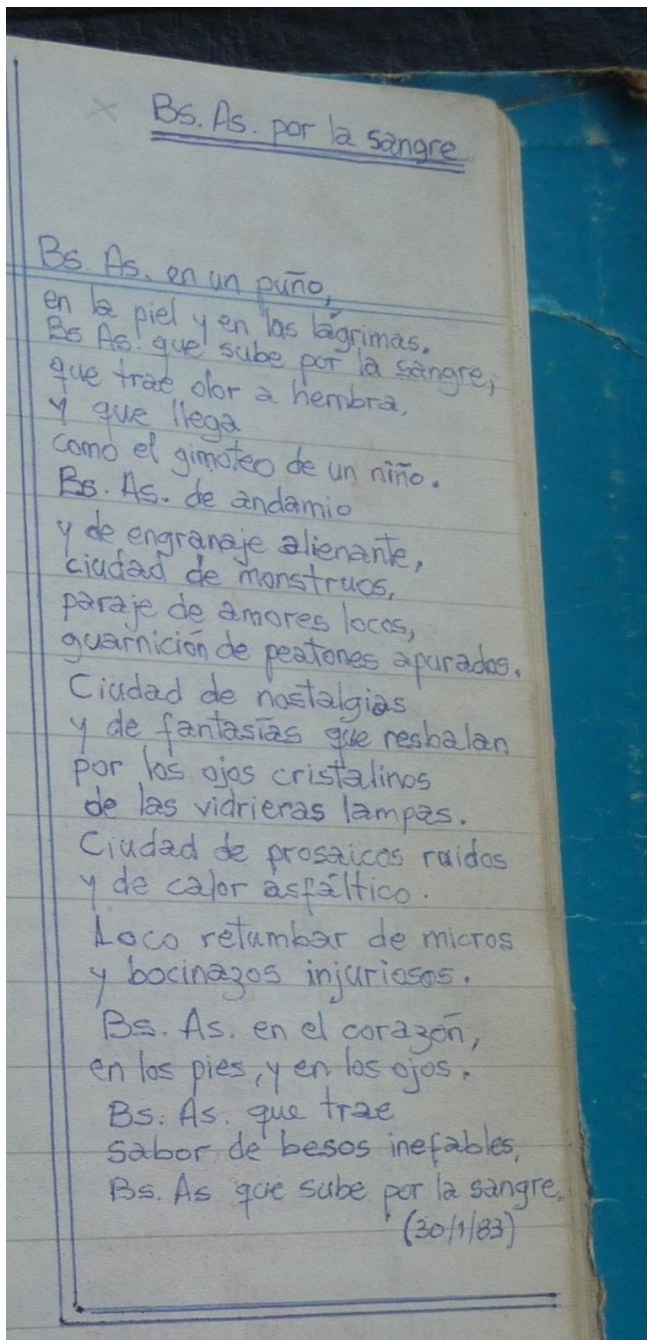 Bs. As. por la sangre
Bs. As. en un puño,
en la piel y en las lágrimas.
Bs As. que sube por la sangre,
que trae olor a hembra,
y que llega
como el gimoteo de un niño.
Bs. As. de andamio
y de engranaje alienante,
ciudad de monstruos,
paraje de amores locos,
guarnición de peatones apurados.
Ciudad de nostalgias
y de fantasías que resbalan
por los ojos cristalinos
de las vidrieras lampas.
Ciudad de prosaicos ruidos
y de calor asfáltico.
Loco retumbar de micros
y bocinazos injuriosos.
Bs. As. en el corazón,
en los pies, y en los ojos.
Bs. As. que trae
sabor de besos inefables,
Bs. As que sube por la sangre.
(30/1/83)